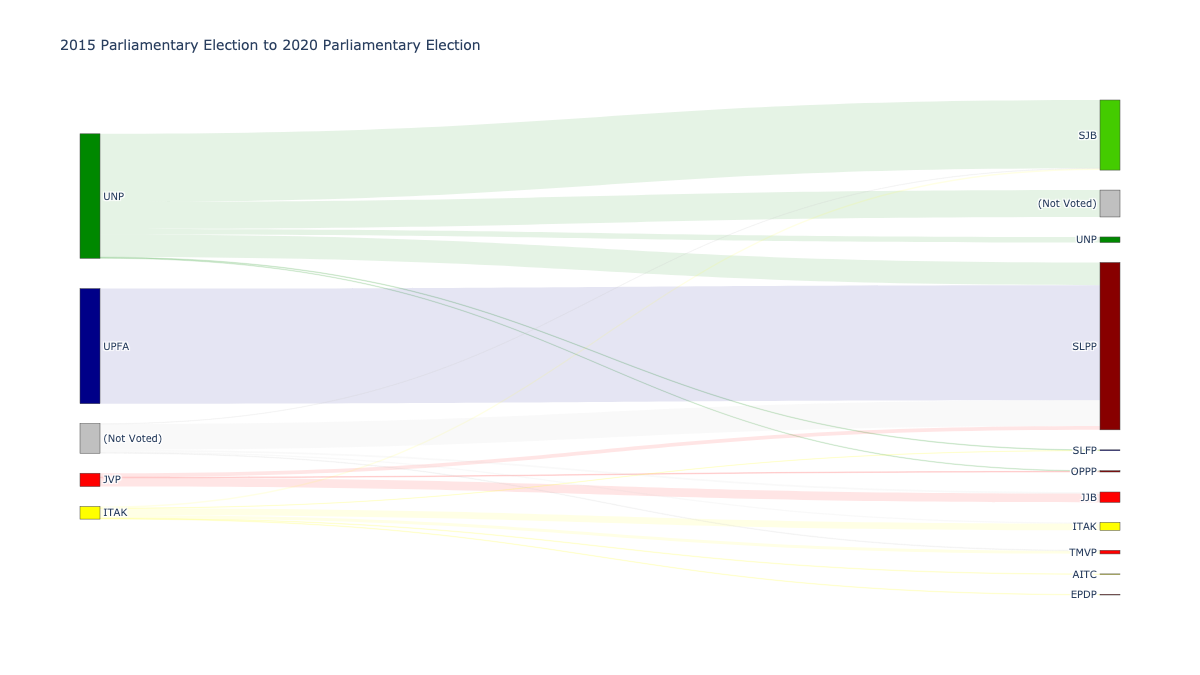 2015 Parliamentary Election to 2020 Parliamentary Election
UNP
UPFA
(Not Voted)
JVP
ITAK
SJB
(Not Voted)
UNP
SLPP
SLFP
OPPP
JJB
ITAK
TMVP
AITC
EPDP